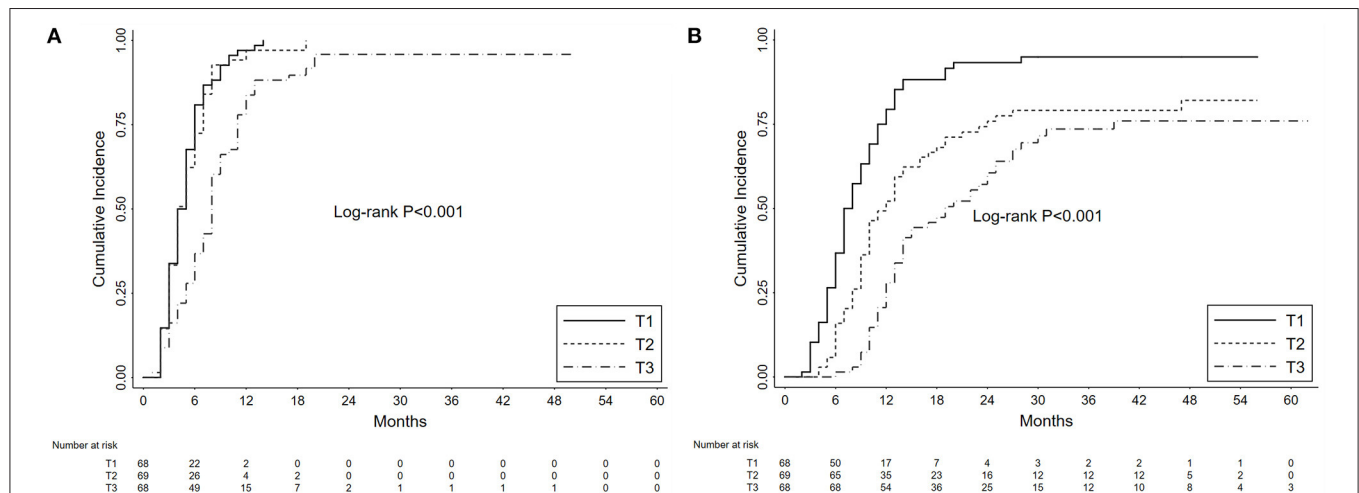 A
Cumulative Incidence
1.00
0.75
0.50
0.25
0.00
Log-rank P<0.001
T1
T2
T3
0 6 12 18 24 30 36 42 48 54 60
Months
Number at risk
T1 68 22 2 0 0 0 0 0 0 0 0
T2 69 26 4 2 0 0 0 0 0 0 0
T3 68 49 15 7 2 1 1 1 1 0 0
B
Cumulative Incidence
1.00
0.75
0.50
0.25
0.00
Log-rank P<0.001
T1
T2
T3
0 6 12 18 24 30 36 42 48 54 60
Months
Number at risk
T1 68 50 17 7 4 3 2 2 1 1 0
T2 69 65 35 23 16 12 12 12 5 2 0
T3 68 68 54 36 25 15 12 10 8 4 3